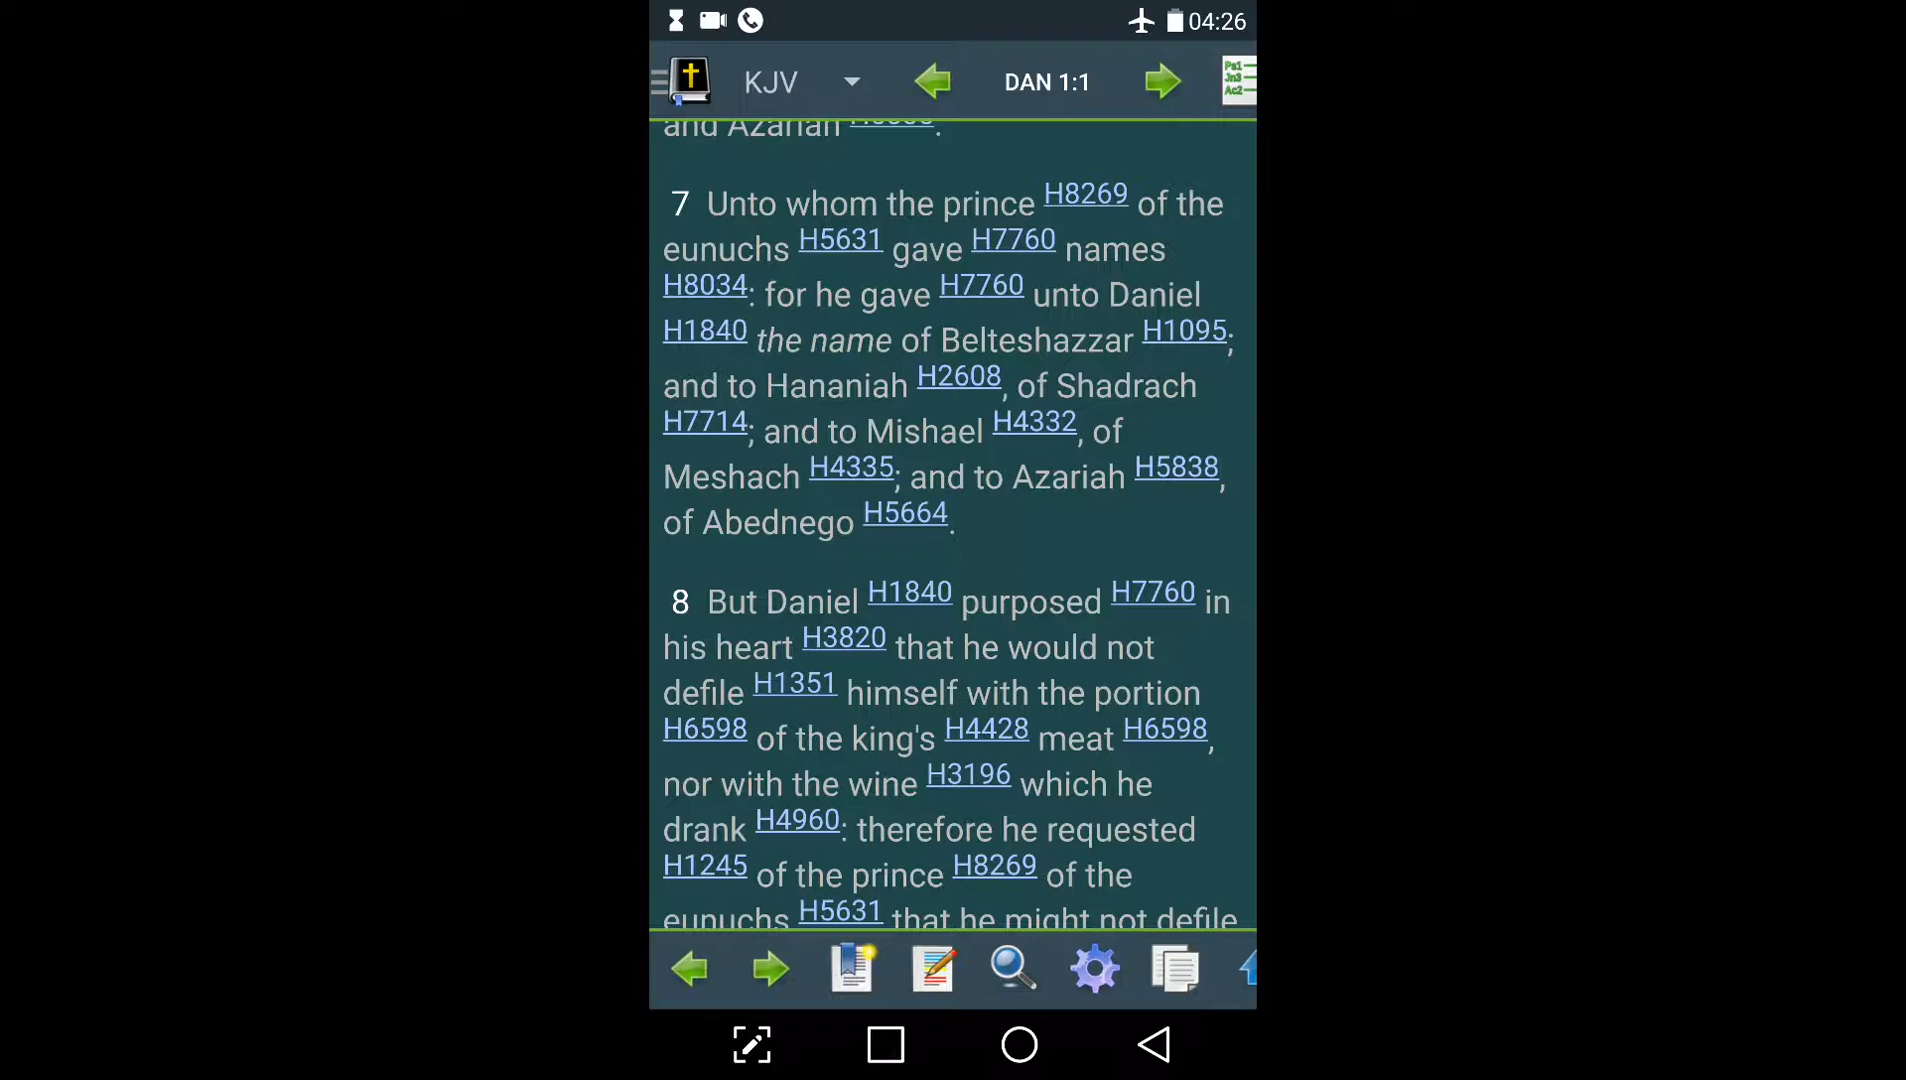 04:26
KJV
DAN 1:1
Ps1
Jn3
Ac2
and Azariah
7 Unto whom the prince H8269 of the
eunuchs H5631 gave H7760 names
H8034: for he gave H7760 unto Daniel
H1840 the name of Belteshazzar H1095;
and to Hananiah H2608, of Shadrach
H7714; and to Mishael H4332, of
Meshach H4335; and to Azariah H5838,
of Abednego H5664.
8 But Daniel H1840 purposed H7760 in
his heart H3820 that he would not
defile H1351 himself with the portion
H6598 of the king's H4428 meat H6598,
nor with the wine H3196 which he
drank H4960: therefore he requested
H1245 of the prince H8269 of the
eunuchs H5631 that he might not defile